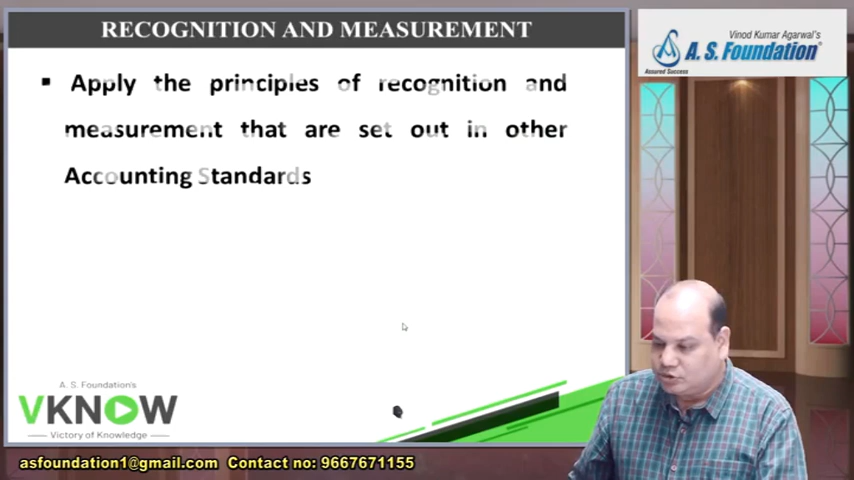 RECOGNITION AND MEASUREMENT
Vinod Kumar Agarwal's
A. S. Foundation®
Assured Success
▪ Apply the principles of recognition and
measurement that are set out in other
Accounting Standards
A. S. Foundation's
VKNOW
Victory of Knowledge
asfoundation1@gmail.com Contact no: 9667671155